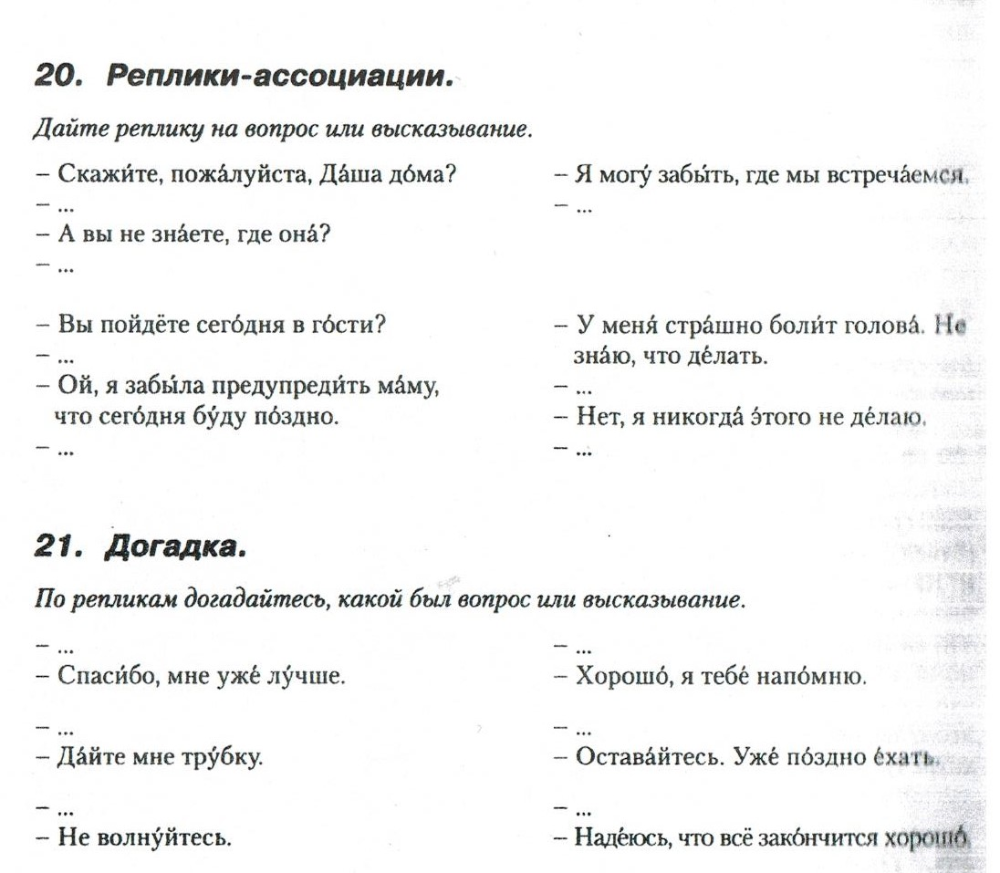 20. Реплики-ассоциации.
Дайте реплику на вопрос или высказывание.
– Скажи́те, пожа́луйста, Да́ша до́ма?
– ...
– А вы не зна́ете, где она́?
– ...
– Я могу́ забы́ть, где мы встреча́емся.
– ...
– Вы пойдёте сего́дня в го́сти?
– ...
– Ой, я забы́ла предупреди́ть ма́му,
что сего́дня бу́ду по́здно.
– ...
– У меня́ стра́шно боли́т голова́. Не
зна́ю, что де́лать.
– ...
– Нет, я никогда́ э́того не де́лаю.
– ...
21. Догадка.
По репликам догадайтесь, какой был вопрос или высказывание.
– ...
– Спаси́бо, мне уже́ лу́чше.
– ...
– Да́йте мне тру́бку.
– ...
– Не волну́йтесь.
– ...
– Хорошо́, я тебе́ напо́мню.
– ...
– Остава́йтесь. Уже́ по́здно е́хать.
– ...
– Наде́юсь, что всё зако́нчится хорошо́